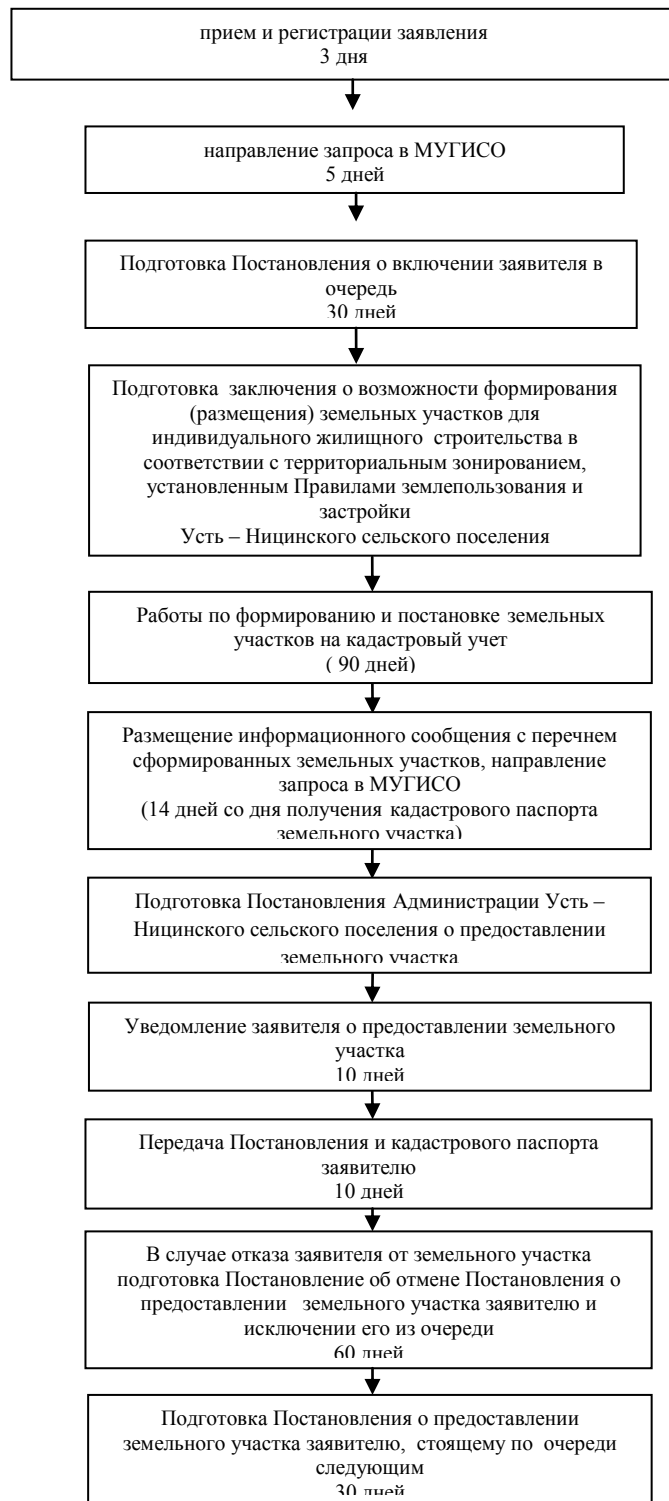 прием и регистрации заявления
3 дня
направление запроса в МУГИСО
5 дней
Подготовка Постановления о включении заявителя в
очередь
30 дней
Подготовка заключения о возможности формирования
(размещения) земельных участков для
индивидуального жилищного строительства в
соответствии с территориальным зонированием,
установленным Правилами землепользования и
застройки
Усть – Ницинского сельского поселения
Работы по формированию и постановке земельных
участков на кадастровый учет
( 90 дней)
Размещение информационного сообщения с перечнем
сформированных земельных участков, направление
запроса в МУГИСО
(14 дней со дня получения кадастрового паспорта
земельного участка)
Подготовка Постановления Администрации Усть –
Ницинского сельского поселения о предоставлении
земельного участка
Уведомление заявителя о предоставлении земельного
участка
10 дней
Передача Постановления и кадастрового паспорта
заявителю
10 дней
В случае отказа заявителя от земельного участка
подготовка Постановление об отмене Постановления о
предоставлении земельного участка заявителю и
исключении его из очереди
60 дней
Подготовка Постановления о предоставлении
земельного участка заявителю, стоящему по очереди
следующим
30 дней